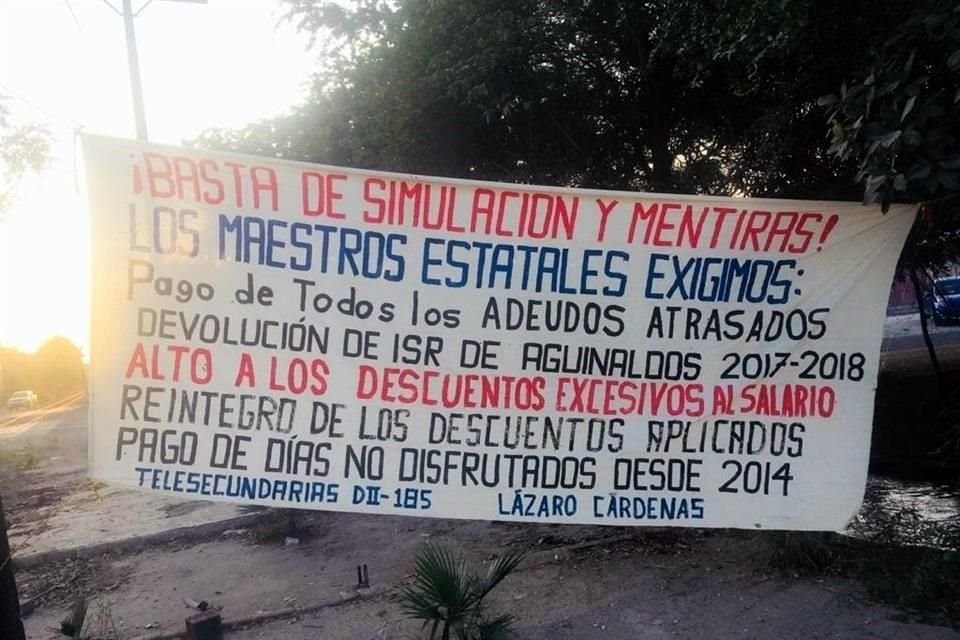 ¡BASTA DE SIMULACION Y MENTIRAS!
LOS MAESTROS ESTATALES EXIGIMOS:
Pago de Todos los ADEUDOS ATRASADOS
DEVOLUCIÓN DE ISR DE AGUINALDOS 2017-2018
ALTO A LOS DESCUENTOS EXCESIVOS AL SALARIO
REINTEGRO DE LOS DESCUENTOS APLICADOS
PAGO DE DÍAS NO DISFRUTADOS DESDE 2014
TELESECUNDARIAS DII-185 LÁZARO CÁRDENAS